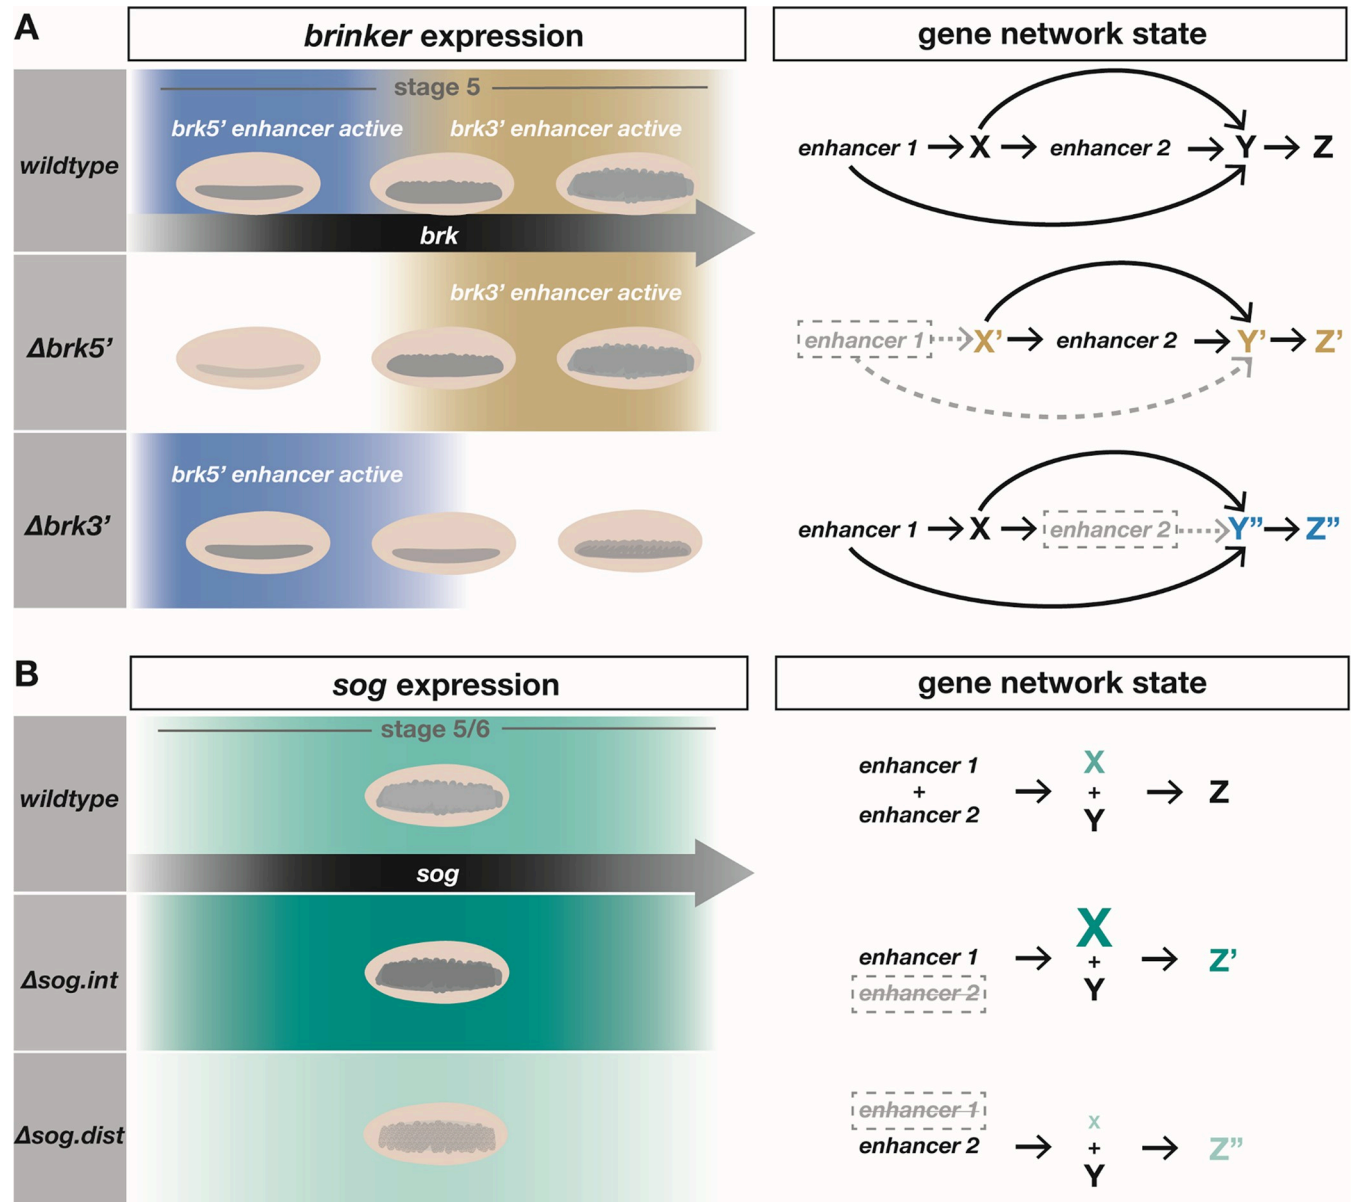 A
brinker expression
gene network state
wildtype
stage 5
brk5’ enhancer active
brk3’ enhancer active
brk
enhancer 1
X
enhancer 2
Y
Z
Δbrk5’
brk3’ enhancer active
enhancer 1
X’
enhancer 2
Y’
Z’
Δbrk3’
brk5’ enhancer active
enhancer 1
X
enhancer 2
Y”
Z”
B
sog expression
gene network state
wildtype
stage 5/6
sog
enhancer 1
+
enhancer 2
X
+
Y
Z
Δsog.int
enhancer 1
enhancer 2
X
+
Y
Z’
Δsog.dist
enhancer 1
enhancer 2
X
+
Y
Z”